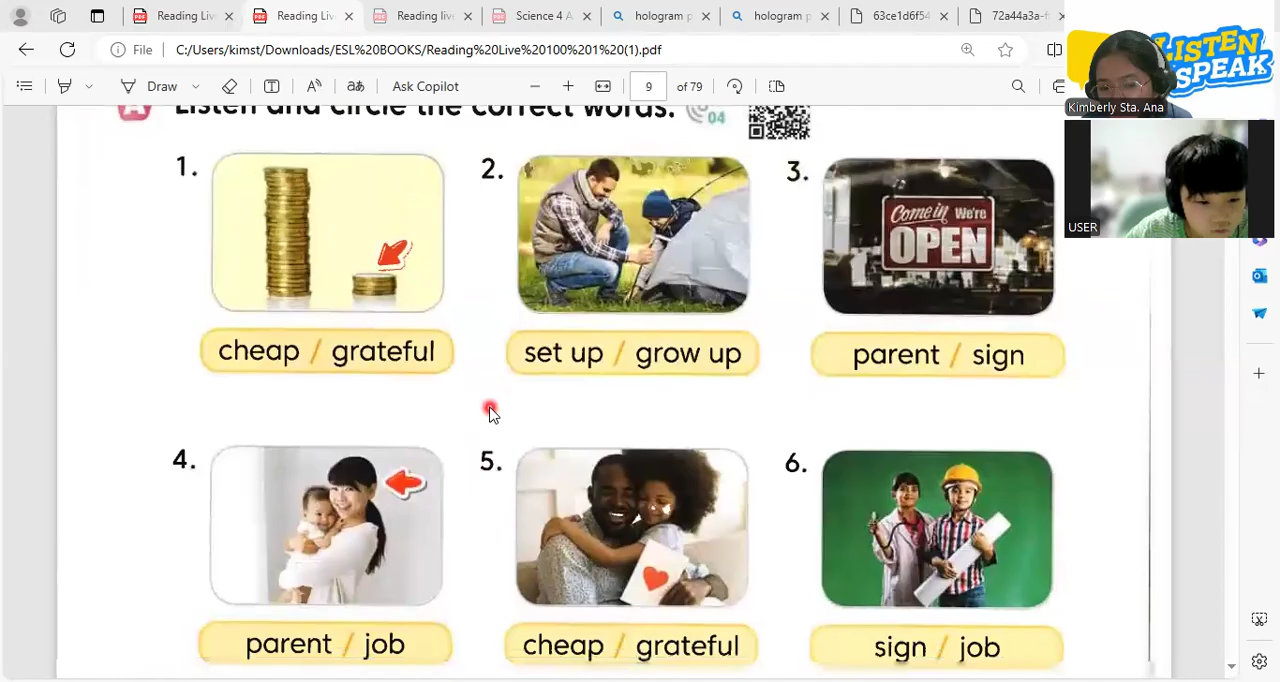 Reading Liv
Reading Liv
Reading live
Science 4 A
hologram p
hologram p
63ce1d6f54
72a44a3a-f
File
C:/Users/kimst/Downloads/ESL%20BOOKS/Reading%20Live%20100%201%20(1).pdf
Draw
Ask Copilot
9 of 79
LISTEN
SPEAK
Kimberly Sta. Ana
USER
A Listen and circle the correct words.
04
1.
2.
3.
Come in We're
OPEN
cheap / grateful
set up / grow up
parent / sign
4.
5.
6.
parent / job
cheap / grateful
sign / job